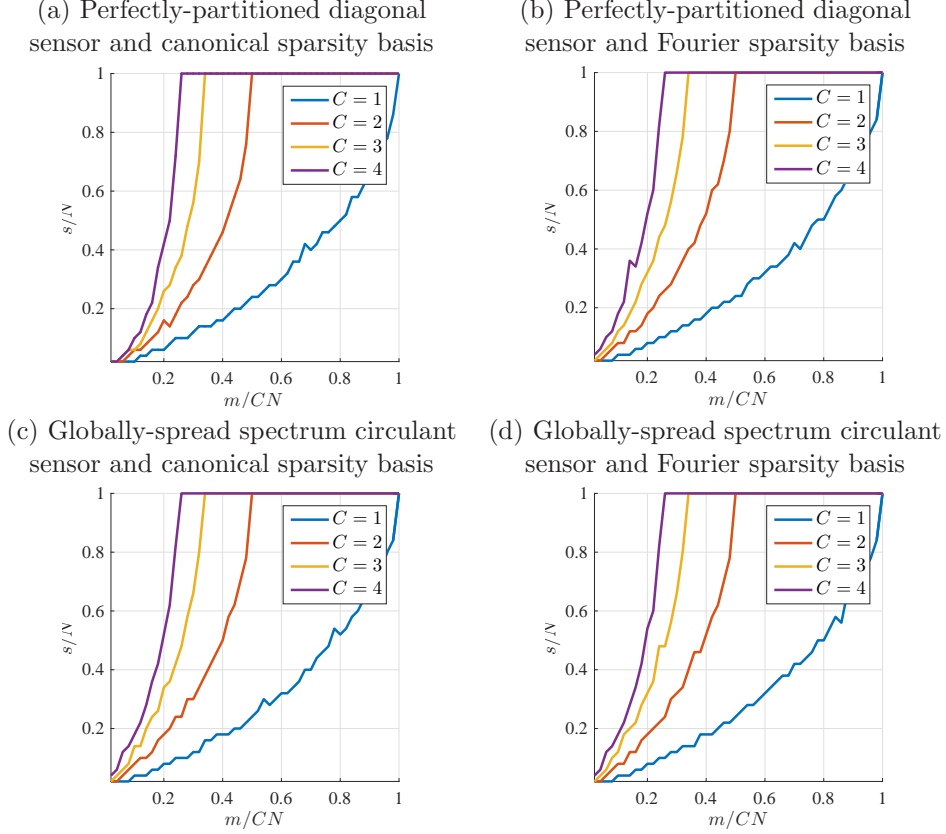 (a) Perfectly-partitioned diagonal
sensor and canonical sparsity basis
1
0.8
0.6
0.4
0.2
s/N
C = 1
C = 2
C = 3
C = 4
0.2 0.4 0.6 0.8 1
m/CN
(b) Perfectly-partitioned diagonal
sensor and Fourier sparsity basis
1
0.8
0.6
0.4
0.2
s/N
C = 1
C = 2
C = 3
C = 4
0.2 0.4 0.6 0.8 1
m/CN
(c) Globally-spread spectrum circulant
sensor and canonical sparsity basis
1
0.8
0.6
0.4
0.2
s/N
C = 1
C = 2
C = 3
C = 4
0.2 0.4 0.6 0.8 1
m/CN
(d) Globally-spread spectrum circulant
sensor and Fourier sparsity basis
1
0.8
0.6
0.4
0.2
s/N
C = 1
C = 2
C = 3
C = 4
0.2 0.4 0.6 0.8 1
m/CN